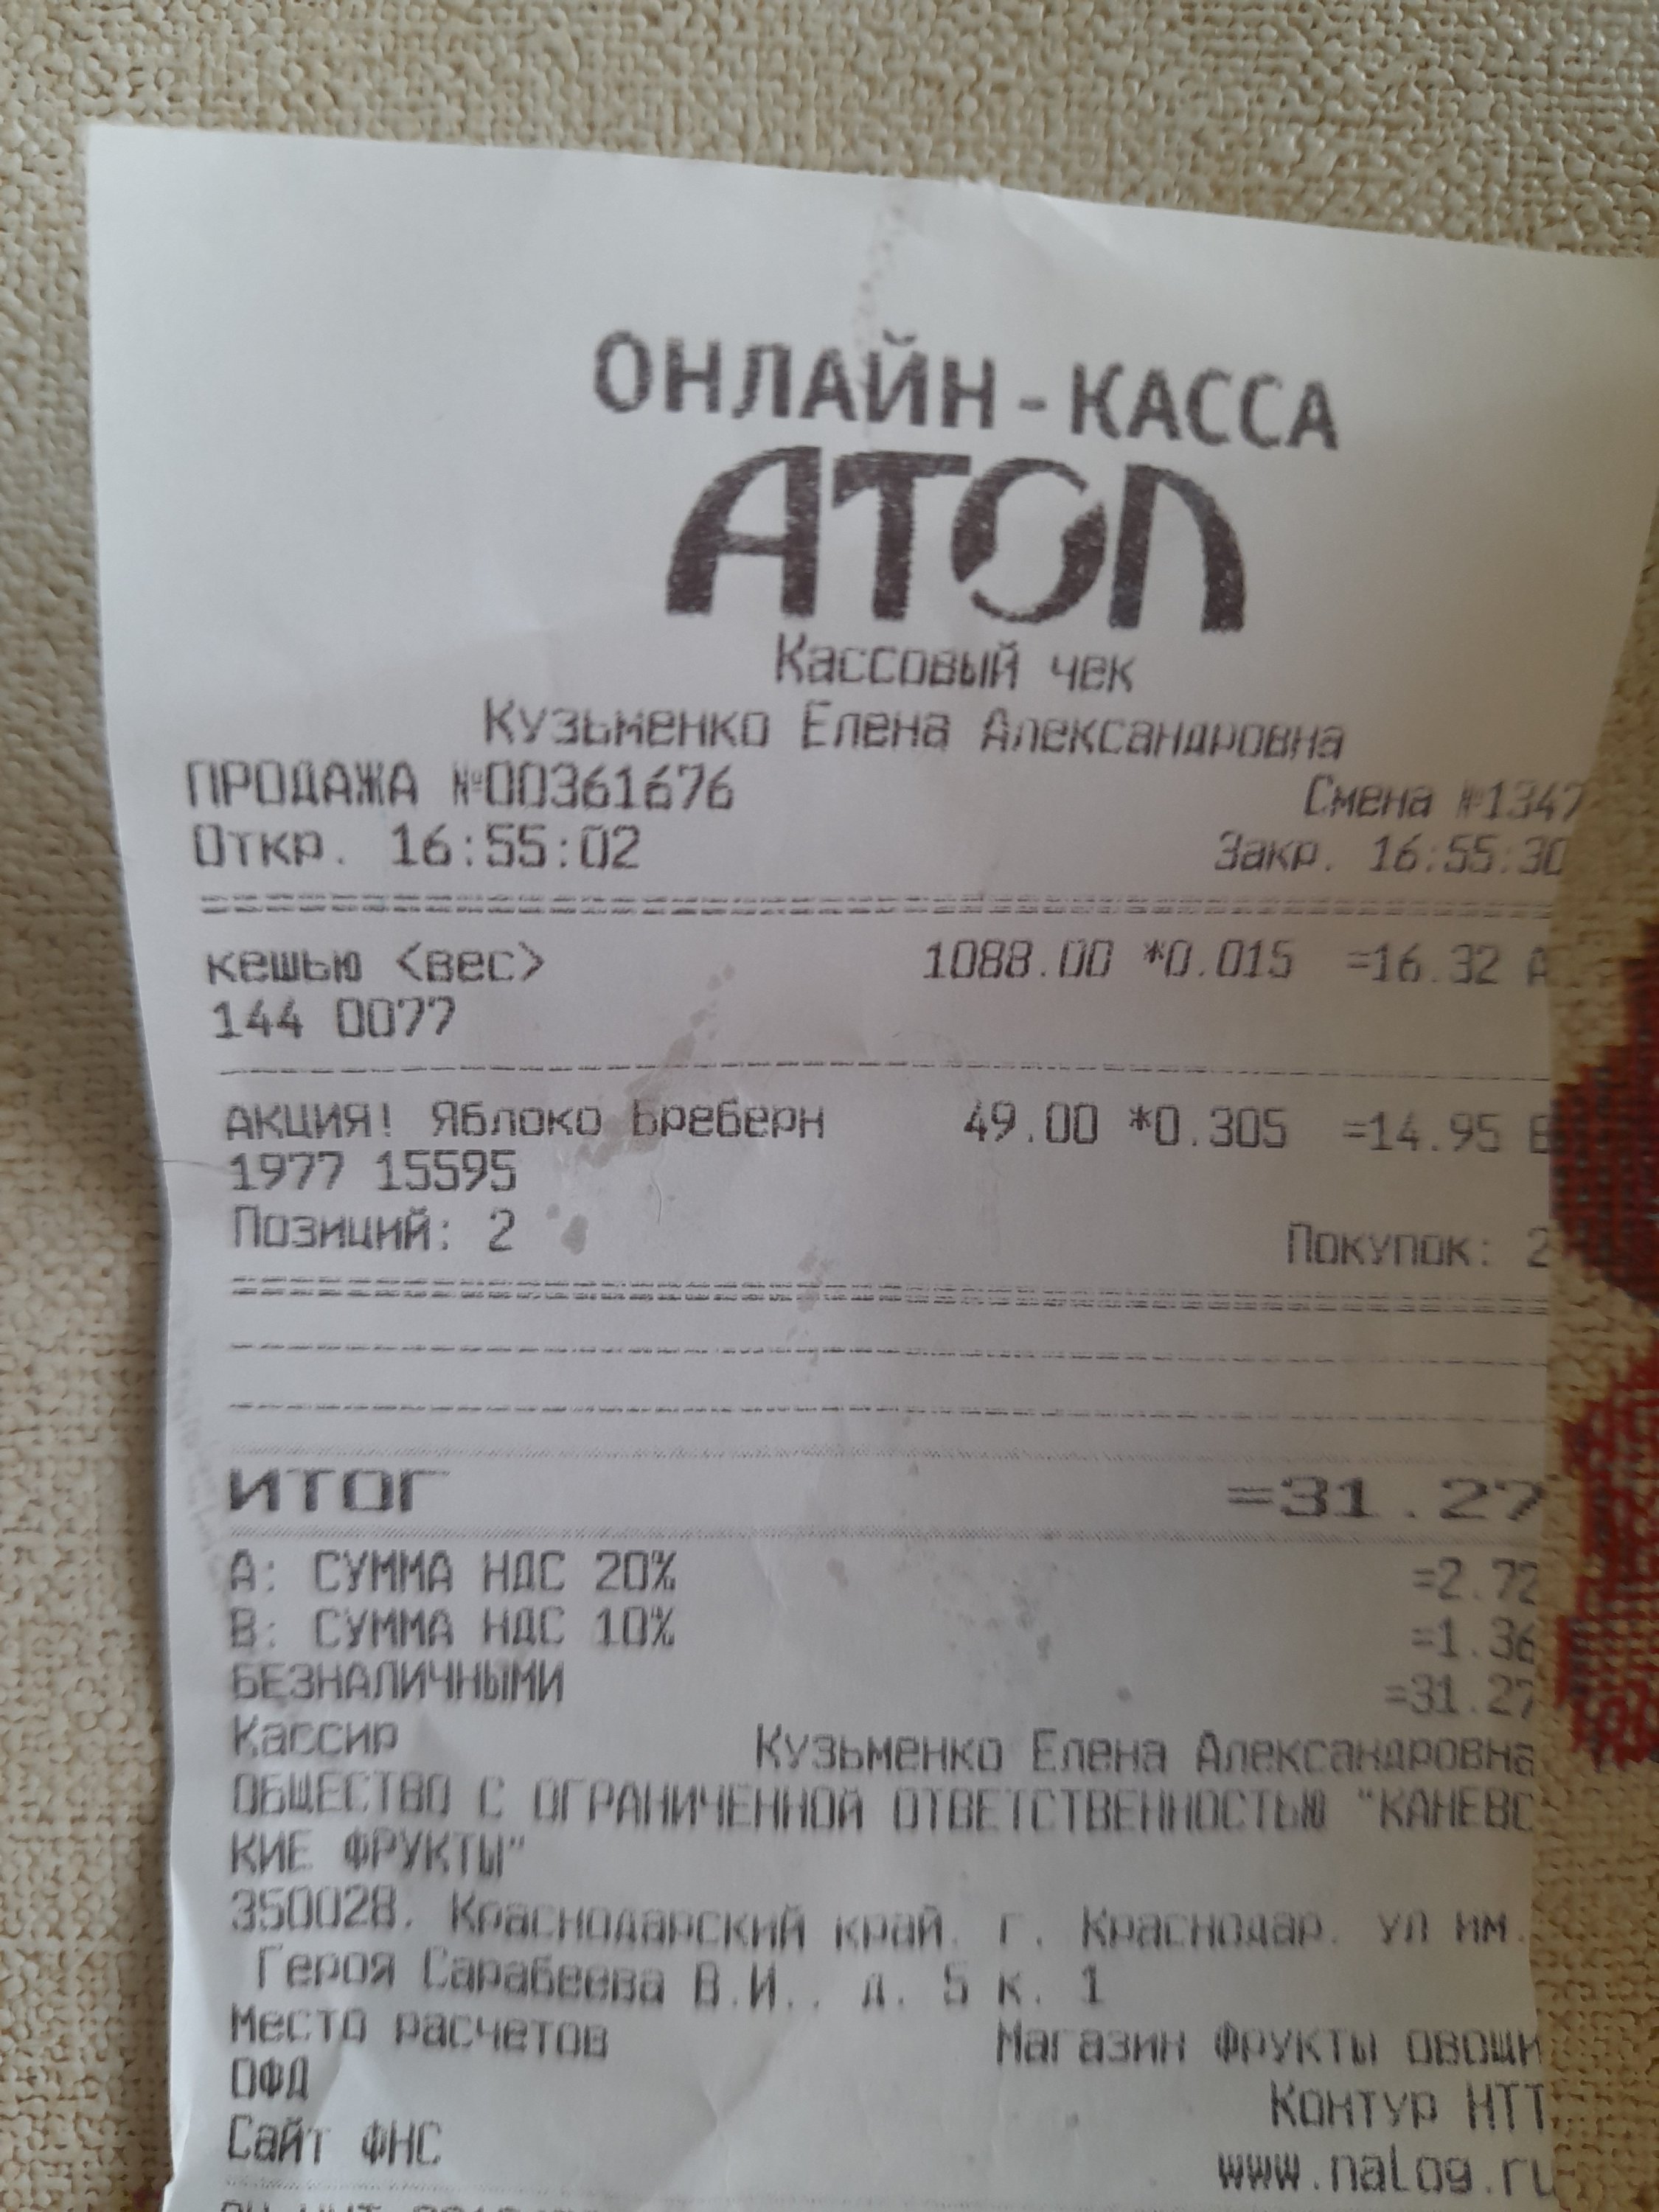 ОНЛАЙН-КАССА
АТОЛ
Кассовый чек
Кузьменко Елена Александровна
ПРОДАЖА №00361676 Смена №1347
Откр. 16:55:02 Закр. 16:55:30
кешью <вес> 1088.00 *0.015 =16.32 А
144 0077
АКЦИЯ! Яблоко Бреберн 49.00 *0.305 =14.95 В
1977 15595
Позиций: 2 Покупок: 2
ИТОГ =31.27
А: СУММА НДС 20% =2.72
В: СУММА НДС 10% =1.36
БЕЗНАЛИЧНЫМИ =31.27
Кассир Кузьменко Елена Александровна
ОБЩЕСТВО С ОГРАНИЧЕННОЙ ОТВЕТСТВЕННОСТЬЮ "КАНЕВС
КИЕ ФРУКТЫ"
350028, Краснодарский край, г. Краснодар, ул им.
Героя Сарабеева В.И., д. 5 к. 1
Место расчетов Магазин Фрукты овощи
ОФД Контур НТТ
Сайт ФНС www.nalog.ru